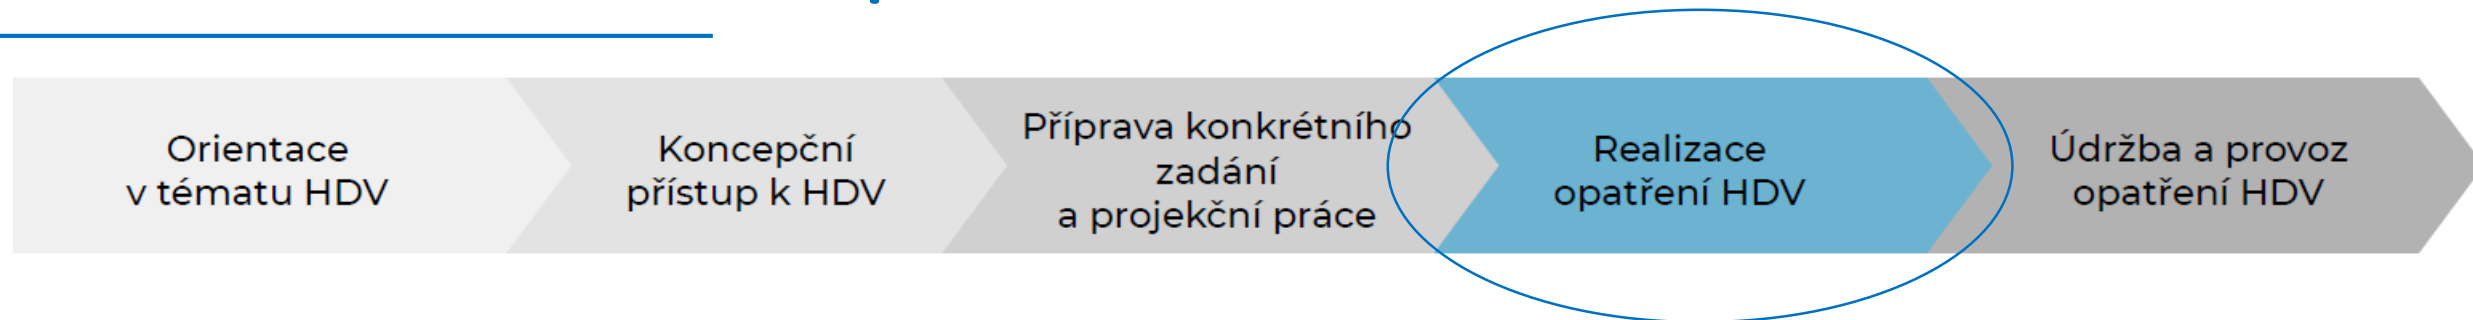 Orientace
v tématu HDV
Koncepční
přístup k HDV
Příprava konkrétního
zadání
a projekční práce
Realizace
opatření HDV
Údržba a provoz
opatření HDV